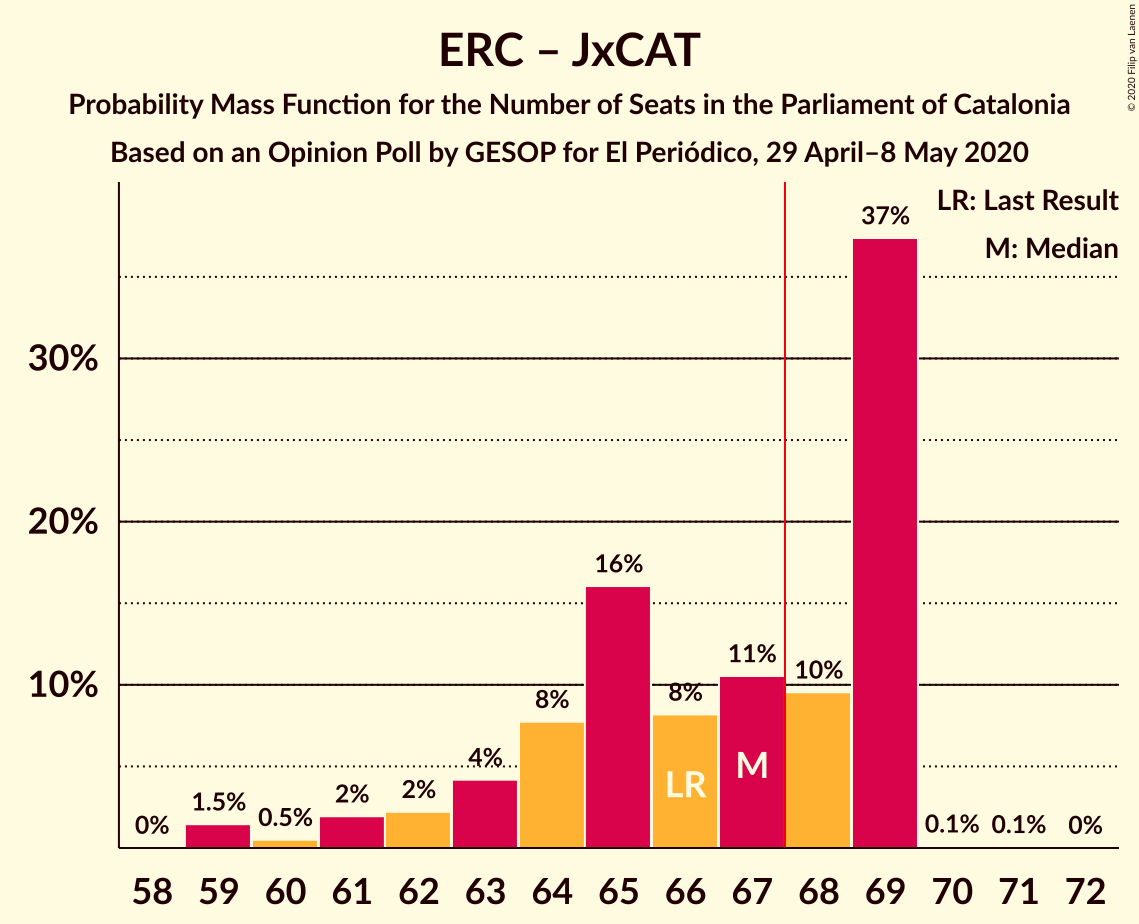 ERC – JxCAT
Probability Mass Function for the Number of Seats in the Parliament of Catalonia
Based on an Opinion Poll by GESOP for El Periódico, 29 April–8 May 2020
© 2020 Filip van Laenen
LR: Last Result
M: Median
37%
30%
20%
16%
11%
10%
10%
8%
8%
4%
2%
2%
1.5%
0.5%
0%
0.1%
0.1%
0%
LR
M
58 59 60 61 62 63 64 65 66 67 68 69 70 71 72